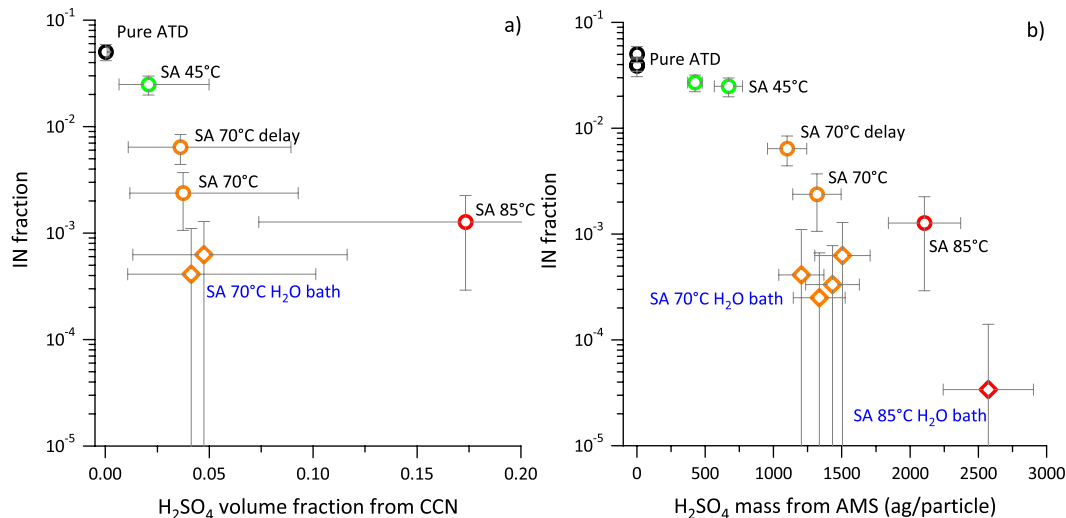 a)
Pure ATD
SA 45°C
SA 70°C delay
SA 70°C
SA 85°C
SA 70°C H₂O bath
IN fraction
10⁻¹
10⁻²
10⁻³
10⁻⁴
10⁻⁵
0.00 0.05 0.10 0.15 0.20
H₂SO₄ volume fraction from CCN
b)
Pure ATD
SA 45°C
SA 70°C delay
SA 70°C
SA 85°C
SA 70°C H₂O bath
SA 85°C H₂O bath
IN fraction
10⁻¹
10⁻²
10⁻³
10⁻⁴
10⁻⁵
0 500 1000 1500 2000 2500 3000
H₂SO₄ mass from AMS (ag/particle)